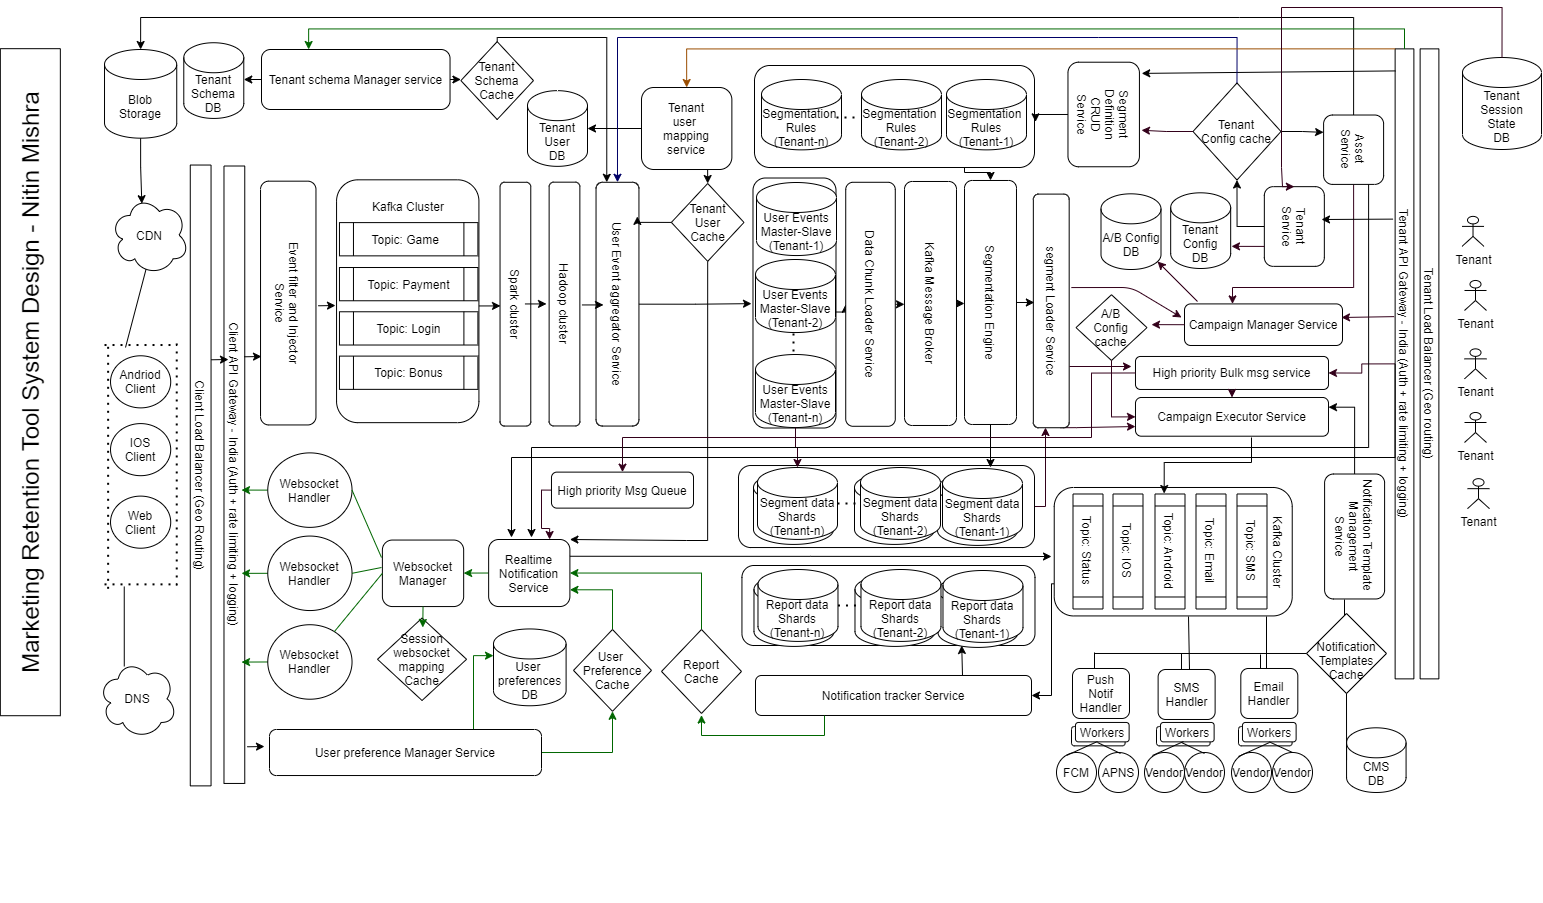 Marketing Retention Tool System Design - Nitin Mishra
Blob
Storage
Tenant
Schema
DB
Tenant schema Manager service
Tenant
Schema
Cache
Tenant
User
DB
Tenant
user
mapping
service
Segmentation
Rules
(Tenant-n)
. . .
Segmentation
Rules
(Tenant-2)
Segmentation
Rules
(Tenant-1)
Segment
Definition
CRUD
Service
Tenant
Config cache
Asset
Service
Tenant
Session
State
DB
CDN
Client Load Balancer (Geo Routing)
Client API Gateway - India (Auth + rate limiting + logging)
Event filter and Injector
Service
Kafka Cluster
Topic: Game
Topic: Payment
Topic: Login
Topic: Bonus
Spark cluster
Hadoop cluster
User Event aggregator Service
Tenant
User
Cache
User Events
Master-Slave
(Tenant-1)
User Events
Master-Slave
(Tenant-2)
User Events
Master-Slave
(Tenant-n)
Data Chunk Loader Service
Kafka Message Broker
Segmentation Engine
segment Loader Service
A/B Config
DB
Tenant
Config
DB
Tenant
Service
A/B
Config
cache
Campaign Manager Service
High priority Bulk msg service
Campaign Executor Service
Tenant API Gateway - India (Auth + rate limiting + logging)
Tenant Load Balancer (Geo routing)
Tenant
Tenant
Tenant
Tenant
Tenant
Andriod
Client
IOS
Client
Web
Client
DNS
Websocket
Handler
Websocket
Handler
Websocket
Handler
Websocket
Manager
Session
websocket
mapping
Cache
High priority Msg Queue
Realtime
Notification
Service
User
preferences
DB
User
Preference
Cache
Report
Cache
User preference Manager Service
Segment data
Shards
(Tenant-n)
. . .
Segment data
Shards
(Tenant-2)
Segment data
Shards
(Tenant-1)
Report data
Shards
(Tenant-n)
. . .
Report data
Shards
(Tenant-2)
Report data
Shards
(Tenant-1)
Notification tracker Service
Topic: Status
Topic: IOS
Topic: Android
Topic: Email
Topic: SMS
Kafka Cluster
Notification Template
Management
Service
Notification
Templates
Cache
CMS
DB
Push
Notif
Handler
SMS
Handler
Email
Handler
Workers
Workers
Workers
FCM
APNS
Vendor
Vendor
Vendor
Vendor